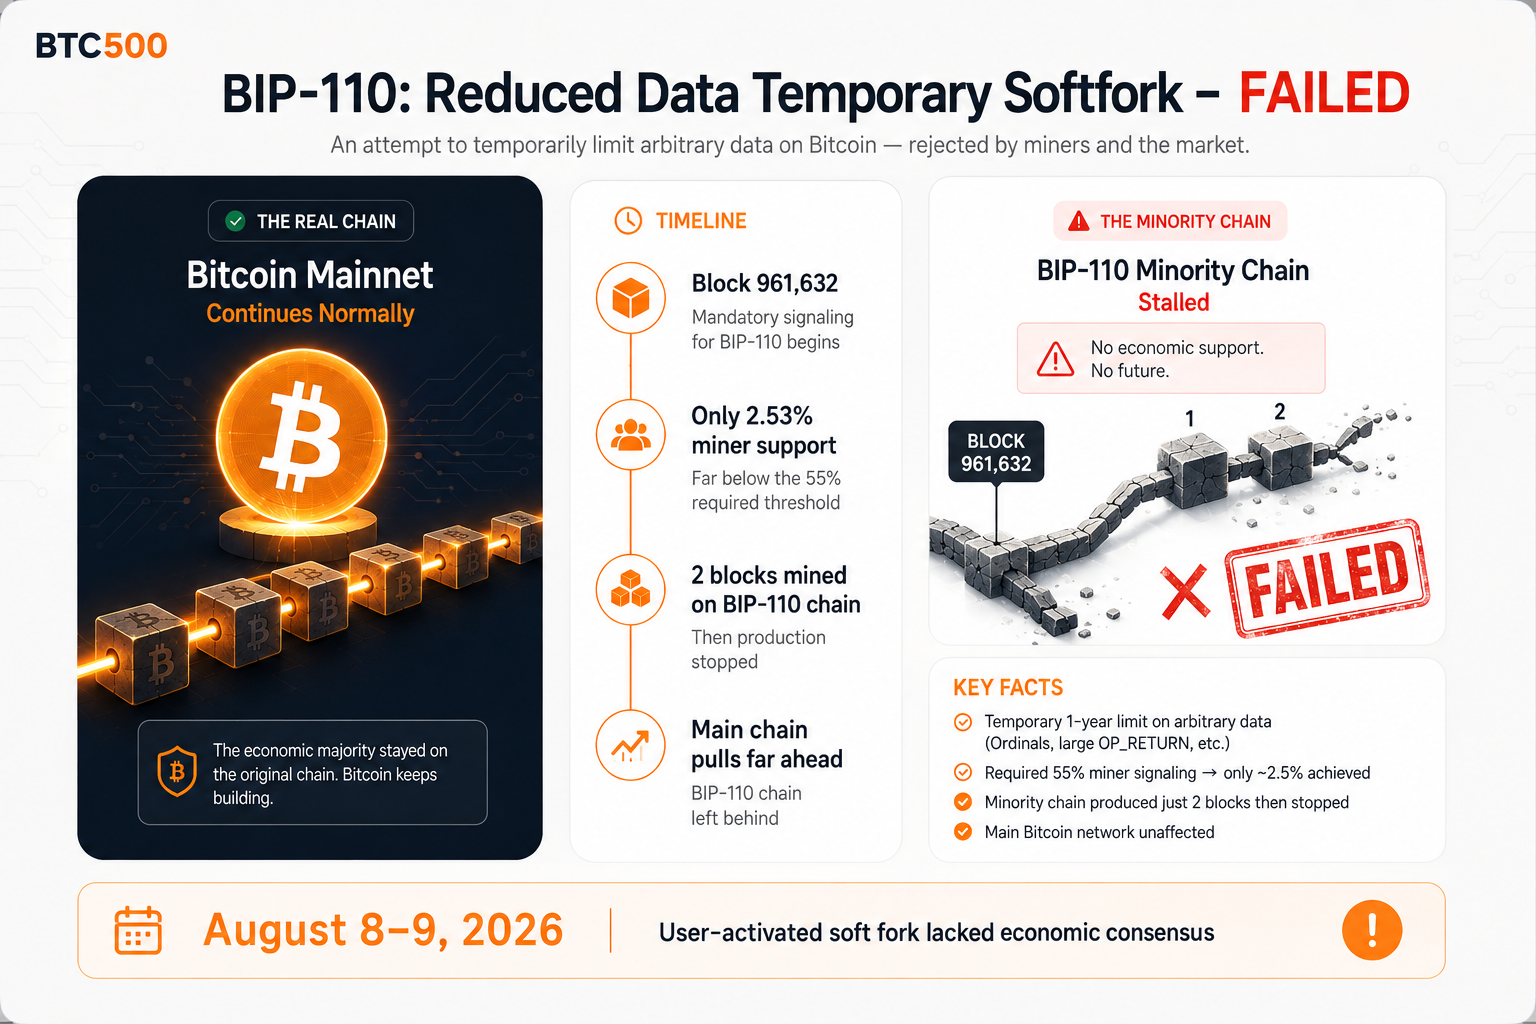 BTC500
BIP-110: Reduced Data Temporary Softfork – FAILED
An attempt to temporarily limit arbitrary data on Bitcoin — rejected by miners and the market.
THE REAL CHAIN
Bitcoin Mainnet
Continues Normally
The economic majority stayed on
the original chain. Bitcoin keeps
building.
TIMELINE
Block 961,632
Mandatory signaling
for BIP-110 begins
Only 2.53%
miner support
Far below the 55%
required threshold
2 blocks mined
on BIP-110 chain
Then production
stopped
Main chain
pulls far ahead
BIP-110 chain
left behind
THE MINORITY CHAIN
BIP-110 Minority Chain
Stalled
No economic support.
No future.
1
2
BLOCK
961,632
FAILED
KEY FACTS
Temporary 1-year limit on arbitrary data
(Ordinals, large OP_RETURN, etc.)
Required 55% miner signaling → only ~2.5% achieved
Minority chain produced just 2 blocks then stopped
Main Bitcoin network unaffected
August 8–9, 2026
User-activated soft fork lacked economic consensus